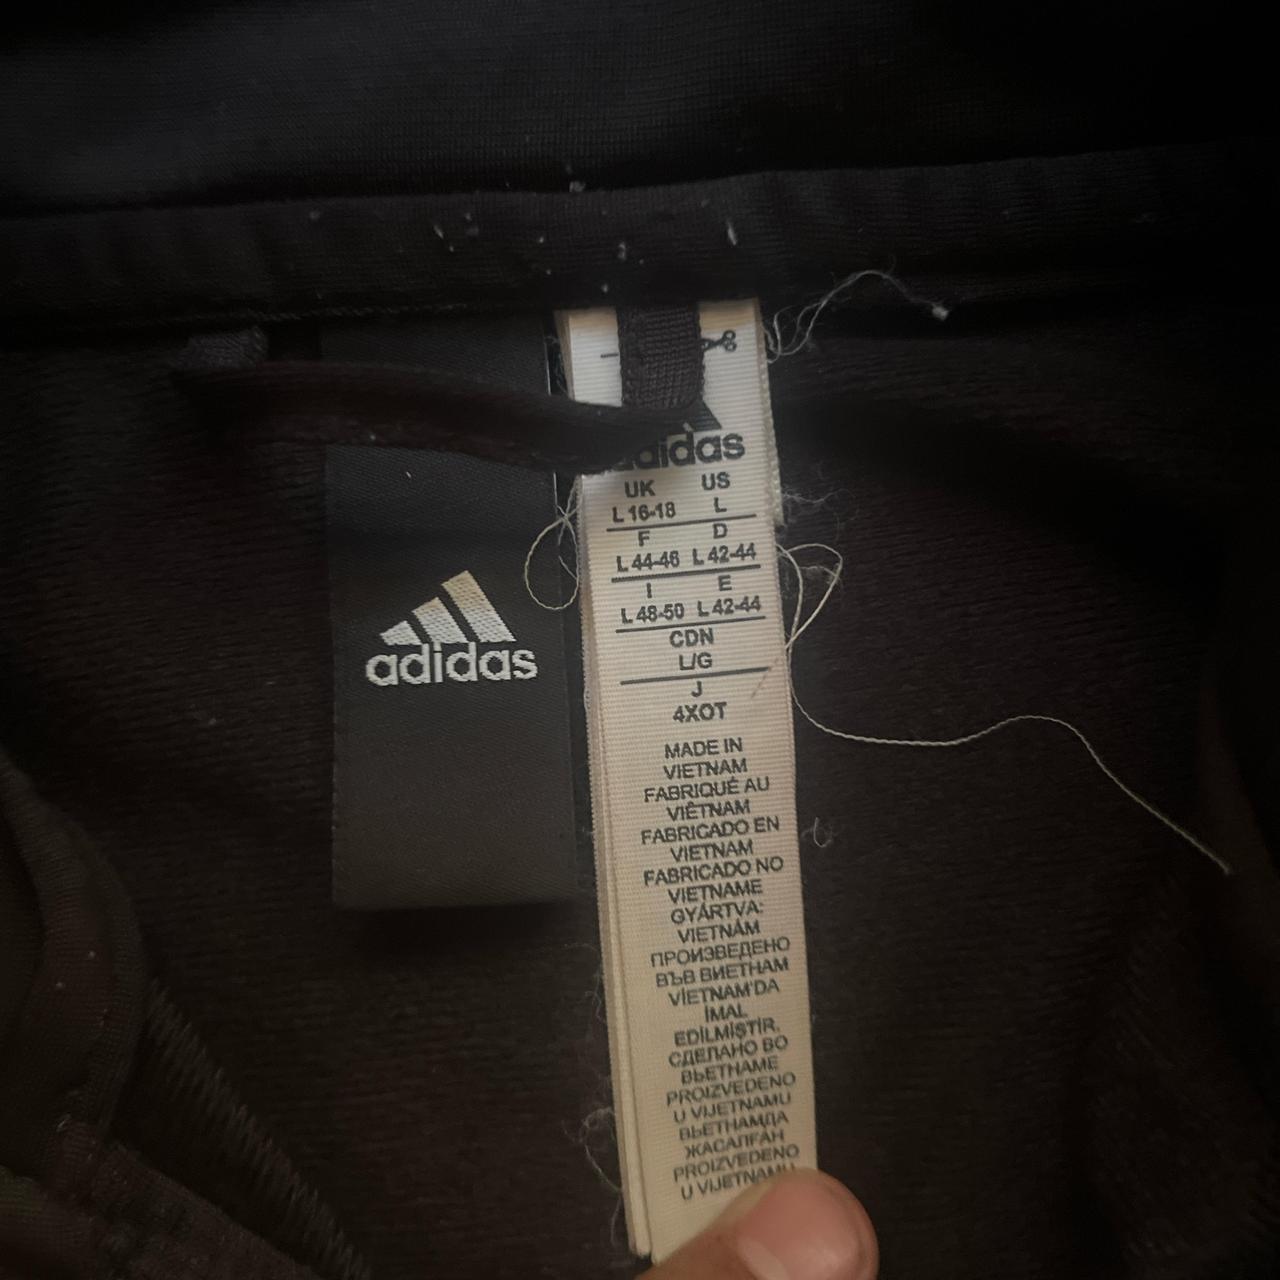 adidas
adidas
UK US
L 16-18 L
F D
L 44-46 L 42-44
I E
L 48-50 L 42-44
CDN
L/G
J
4XOT
MADE IN
VIETNAM
FABRIQUÉ AU
VIÊTNAM
FABRICADO EN
VIETNAM
FABRICADO NO
VIETNAME
GYÁRTVA:
VIETNÁM
ПРОИЗВЕДЕНО
ВЪВ ВИЕТНАМ
VİETNAM'DA
İMAL
EDİLMİŞTİR.
СДЕЛАНО ВО
ВЬЕТНАМЕ
PROIZVEDENO
U VIJETNAMU
ВЬЕТНАМДА
ЖАСАЛҒАН
PROIZVEDENO
U VIJETNAMU